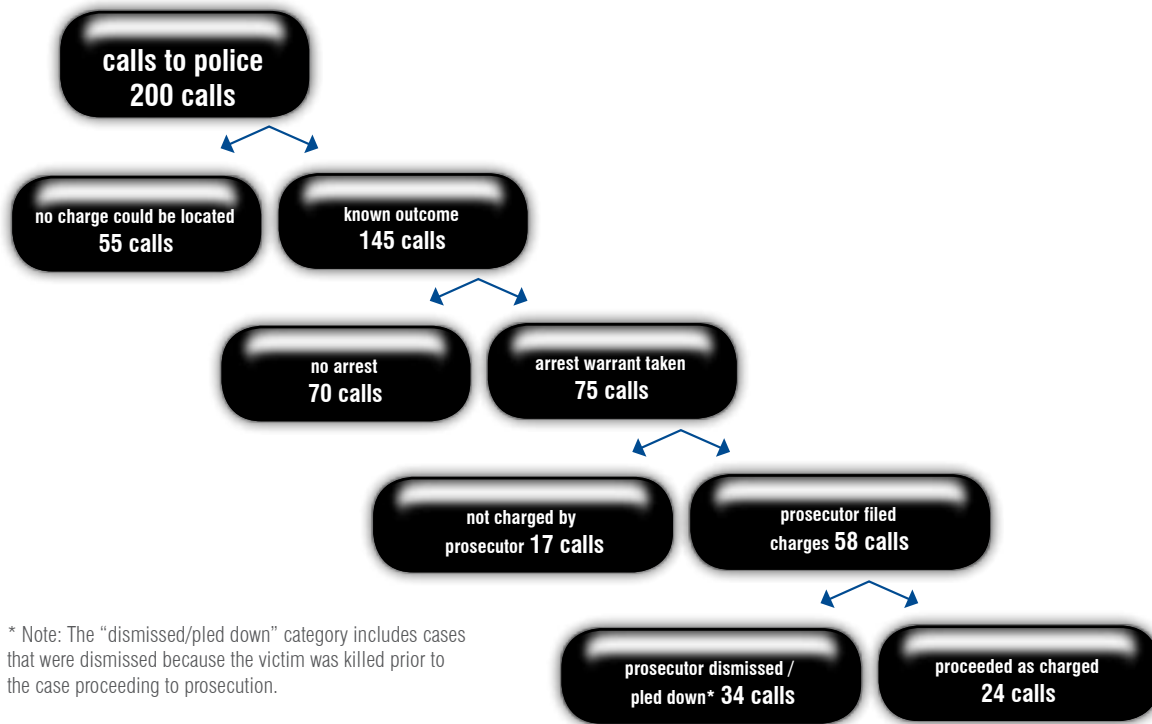 calls to police
200 calls
no charge could be located
55 calls
known outcome
145 calls
no arrest
70 calls
arrest warrant taken
75 calls
not charged by
prosecutor 17 calls
prosecutor filed
charges 58 calls
prosecutor dismissed /
pled down* 34 calls
proceeded as charged
24 calls
* Note: The “dismissed/pled down” category includes cases
that were dismissed because the victim was killed prior to
the case proceeding to prosecution.